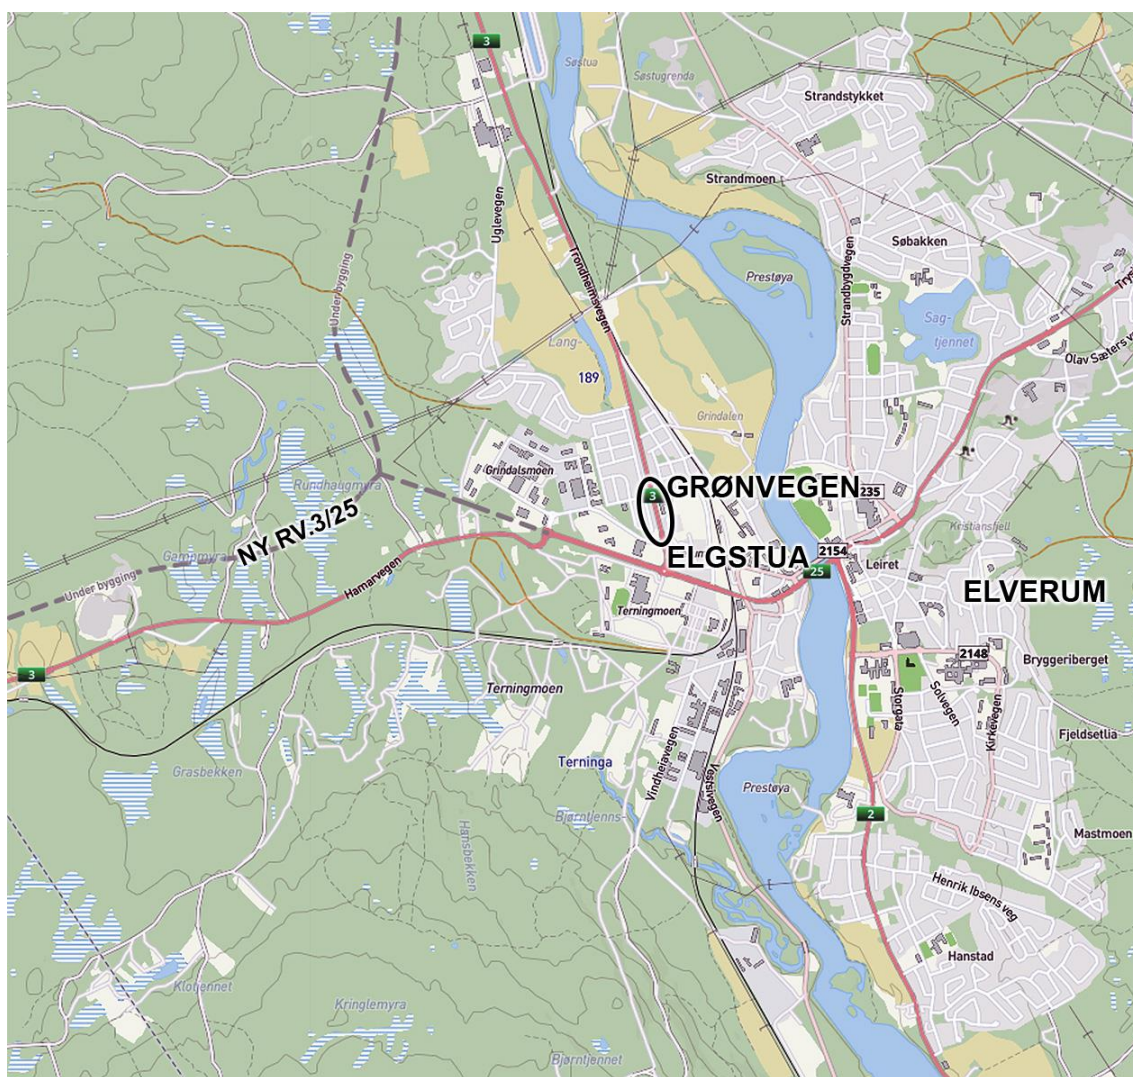 3
Søstua
Søstugrenda
Strandstykket
Strandmoen
Uglevegen
Trondheimsvegen
Søbakken
Prestøya
Strandbygdvegen
Underbygging
Sag-
tjennet
Lang-
Olav Sæters v
189
Grindalen
Grindalsmoen
Rundhaugmyra
3
GRØNVEGEN
235
NY RV.3/25
Kristiansfjell
ELGSTUA
2154
Leiret
25
Hamarvegen
Under bygging
ELVERUM
Terningmoen
2148
Bryggeriberget
3
Terningmoen
Storgata
Solvegen
Kirkevegen
Fjeldsetlia
Grasbekken
Terninga
Vindheiavegen
Vestsivegen
Prestøya
Bjørntjenns-
2
Mastmoen
Hansbekken
Henrik Ibsens veg
Hanstad
Kringlemyra
Bjørntjennet